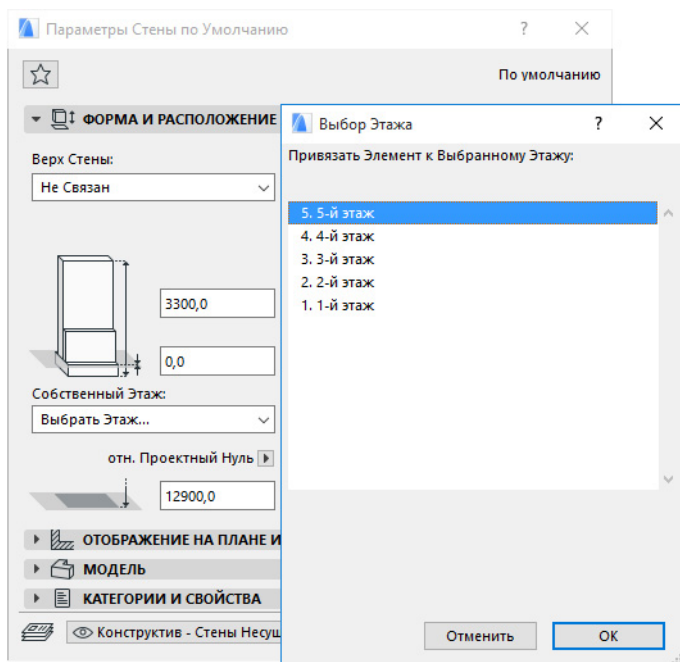 Параметры Стены по Умолчанию
?
По умолчанию
ФОРМА И РАСПОЛОЖЕНИЕ
Верх Стены:
Не Связан
3300,0
0,0
Собственный Этаж:
Выбрать Этаж...
отн. Проектный Нуль
12900,0
ОТОБРАЖЕНИЕ НА ПЛАНЕ И
МОДЕЛЬ
КАТЕГОРИИ И СВОЙСТВА
Конструктив - Стены Несущ
Выбор Этажа
?
Привязать Элемент к Выбранному Этажу:
5. 5-й этаж
4. 4-й этаж
3. 3-й этаж
2. 2-й этаж
1. 1-й этаж
Отменить
OK